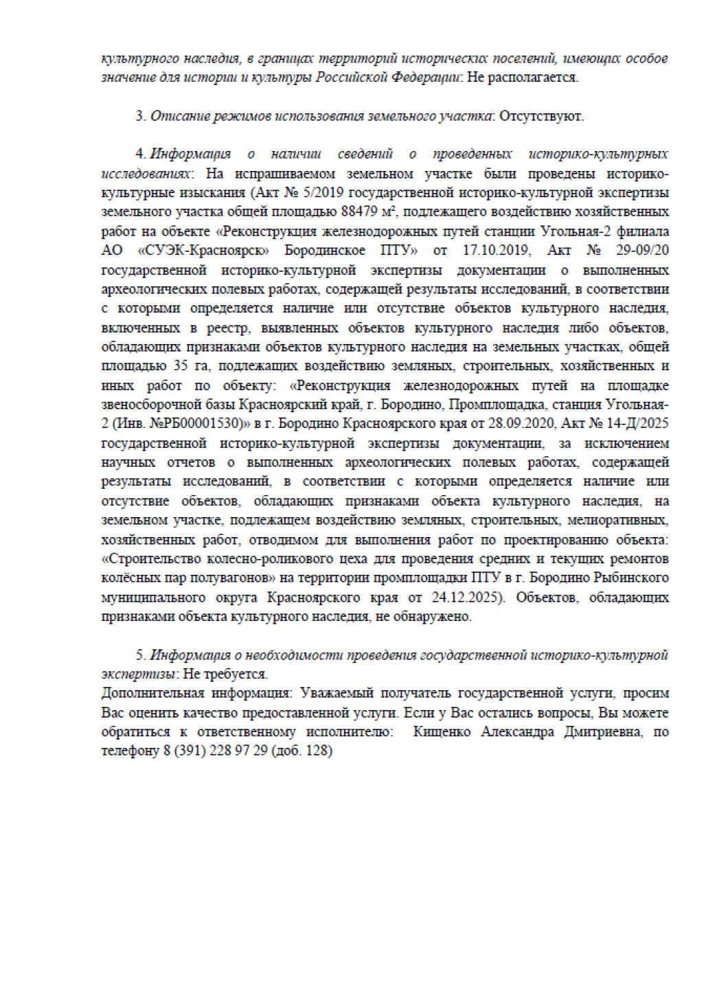 культурного наследия, в границах территорий исторических поселений, имеющих особое
значение для истории и культуры Российской Федерации: Не располагается.
3. Описание режимов использования земельного участка: Отсутствуют.
4. Информация о наличии сведений о проведенных историко-культурных
исследованиях: На испрашиваемом земельном участке были проведены историко-
культурные изыскания (Акт № 5/2019 государственной историко-культурной экспертизы
земельного участка общей площадью 88479 м², подлежащего воздействию хозяйственных
работ на объекте «Реконструкция железнодорожных путей станции Угольная-2 филиала
АО «СУЭК-Красноярск» Бородинское ПТУ» от 17.10.2019, Акт № 29-09/20
государственной историко-культурной экспертизы документации о выполненных
археологических полевых работах, содержащей результаты исследований, в соответствии
с которыми определяется наличие или отсутствие объектов культурного наследия,
включенных в реестр, выявленных объектов культурного наследия либо объектов,
обладающих признаками объектов культурного наследия на земельных участках, общей
площадью 35 га, подлежащих воздействию земляных, строительных, хозяйственных и
иных работ по объекту: «Реконструкция железнодорожных путей на площадке
звеносборочной базы Красноярский край, г. Бородино, Промплощадка, станция Угольная-
2 (Инв. №РБ00001530)» в г. Бородино Красноярского края от 28.09.2020, Акт № 14-Д/2025
государственной историко-культурной экспертизы документации, за исключением
научных отчетов о выполненных археологических полевых работах, содержащей
результаты исследований, в соответствии с которыми определяется наличие или
отсутствие объектов, обладающих признаками объекта культурного наследия, на
земельном участке, подлежащем воздействию земляных, строительных, мелиоративных,
хозяйственных работ, отводимом для выполнения работ по проектированию объекта:
«Строительство колесно-роликового цеха для проведения средних и текущих ремонтов
колёсных пар полувагонов» на территории промплощадки ПТУ в г. Бородино Рыбинского
муниципального округа Красноярского края от 24.12.2025). Объектов, обладающих
признаками объекта культурного наследия, не обнаружено.
5. Информация о необходимости проведения государственной историко-культурной
экспертизы: Не требуется.
Дополнительная информация: Уважаемый получатель государственной услуги, просим
Вас оценить качество предоставленной услуги. Если у Вас остались вопросы, Вы можете
обратиться к ответственному исполнителю: Кищенко Александра Дмитриевна, по
телефону 8 (391) 228 97 29 (доб. 128)